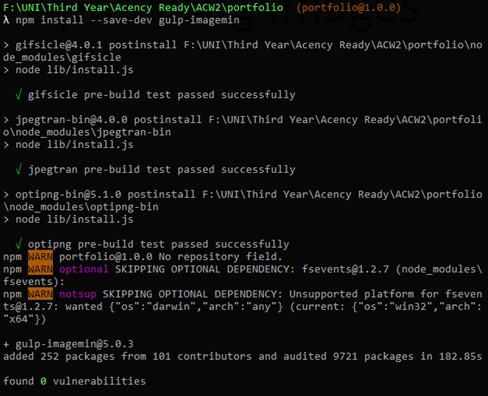 F:\UNI\Third Year\Acency Ready\ACW2\portfolio (portfolio@1.0.0)
λ npm install --save-dev gulp-imagemin
> gifsicle@4.0.1 postinstall F:\UNI\Third Year\Acency Ready\ACW2\portfolio\no
de_modules\gifsicle
> node lib/install.js
√ gifsicle pre-build test passed successfully
> jpegtran-bin@4.0.0 postinstall F:\UNI\Third Year\Acency Ready\ACW2\portfoli
o\node_modules\jpegtran-bin
> node lib/install.js
√ jpegtran pre-build test passed successfully
> optipng-bin@5.1.0 postinstall F:\UNI\Third Year\Acency Ready\ACW2\portfolio
\node_modules\optipng-bin
> node lib/install.js
√ optipng pre-build test passed successfully
npm WARN portfolio@1.0.0 No repository field.
npm WARN optional SKIPPING OPTIONAL DEPENDENCY: fsevents@1.2.7 (node_modules\
fsevents):
npm WARN notsup SKIPPING OPTIONAL DEPENDENCY: Unsupported platform for fseven
ts@1.2.7: wanted {"os":"darwin","arch":"any"} (current: {"os":"win32","arch":
"x64"})
+ gulp-imagemin@5.0.3
added 252 packages from 101 contributors and audited 9721 packages in 182.85s
found 0 vulnerabilities